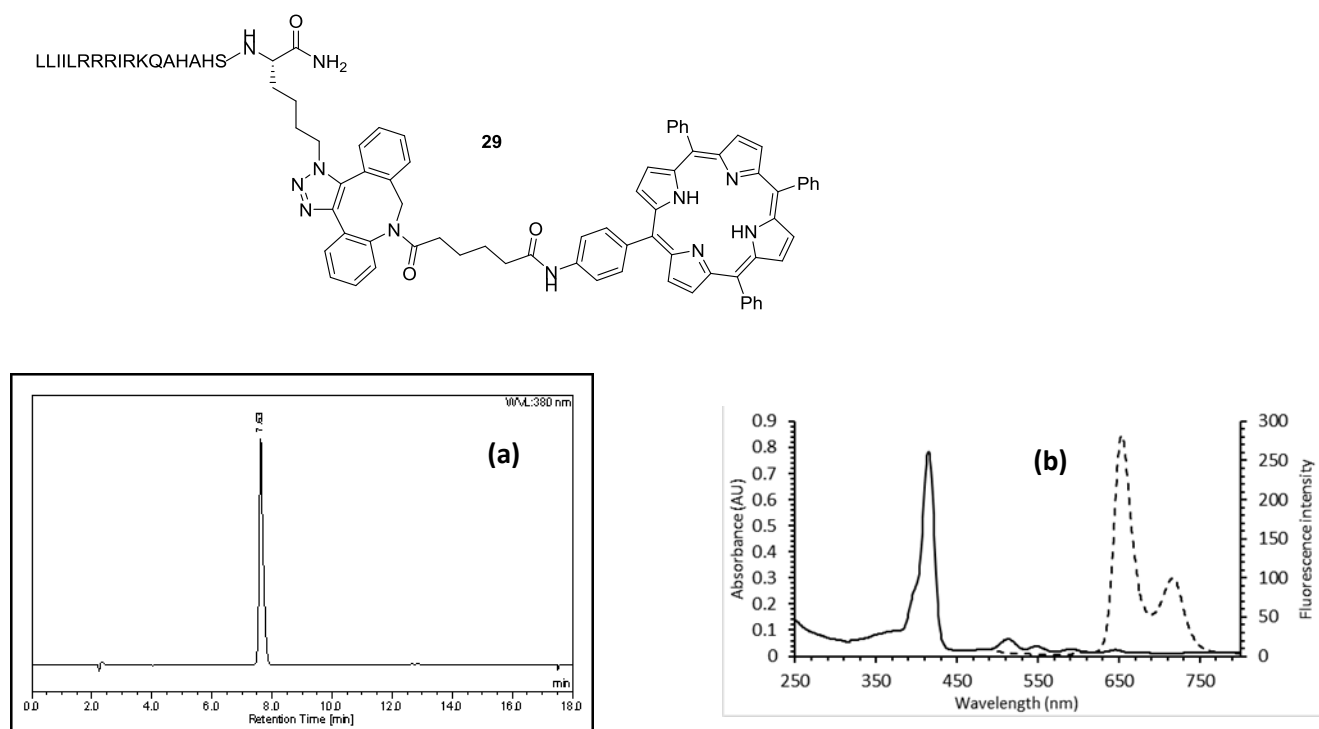 O
H
N
NH2
LLIILRRRIRKQAHAHS
29
Ph
N
N
N
N
O
O
N
H
NH
N
Ph
N
HN
Ph
WVL:380 nm
(a)
min
0.0 2.0 4.0 6.0 8.0 10.0 12.0 14.0 16.0 18.0
Retention Time [min]
(b)
Absorbance (AU)
0.9
0.8
0.7
0.6
0.5
0.4
0.3
0.2
0.1
0
300
250
200
150
100
50
0
Fluorescence intensity
250 350 450 550 650 750
Wavelength (nm)